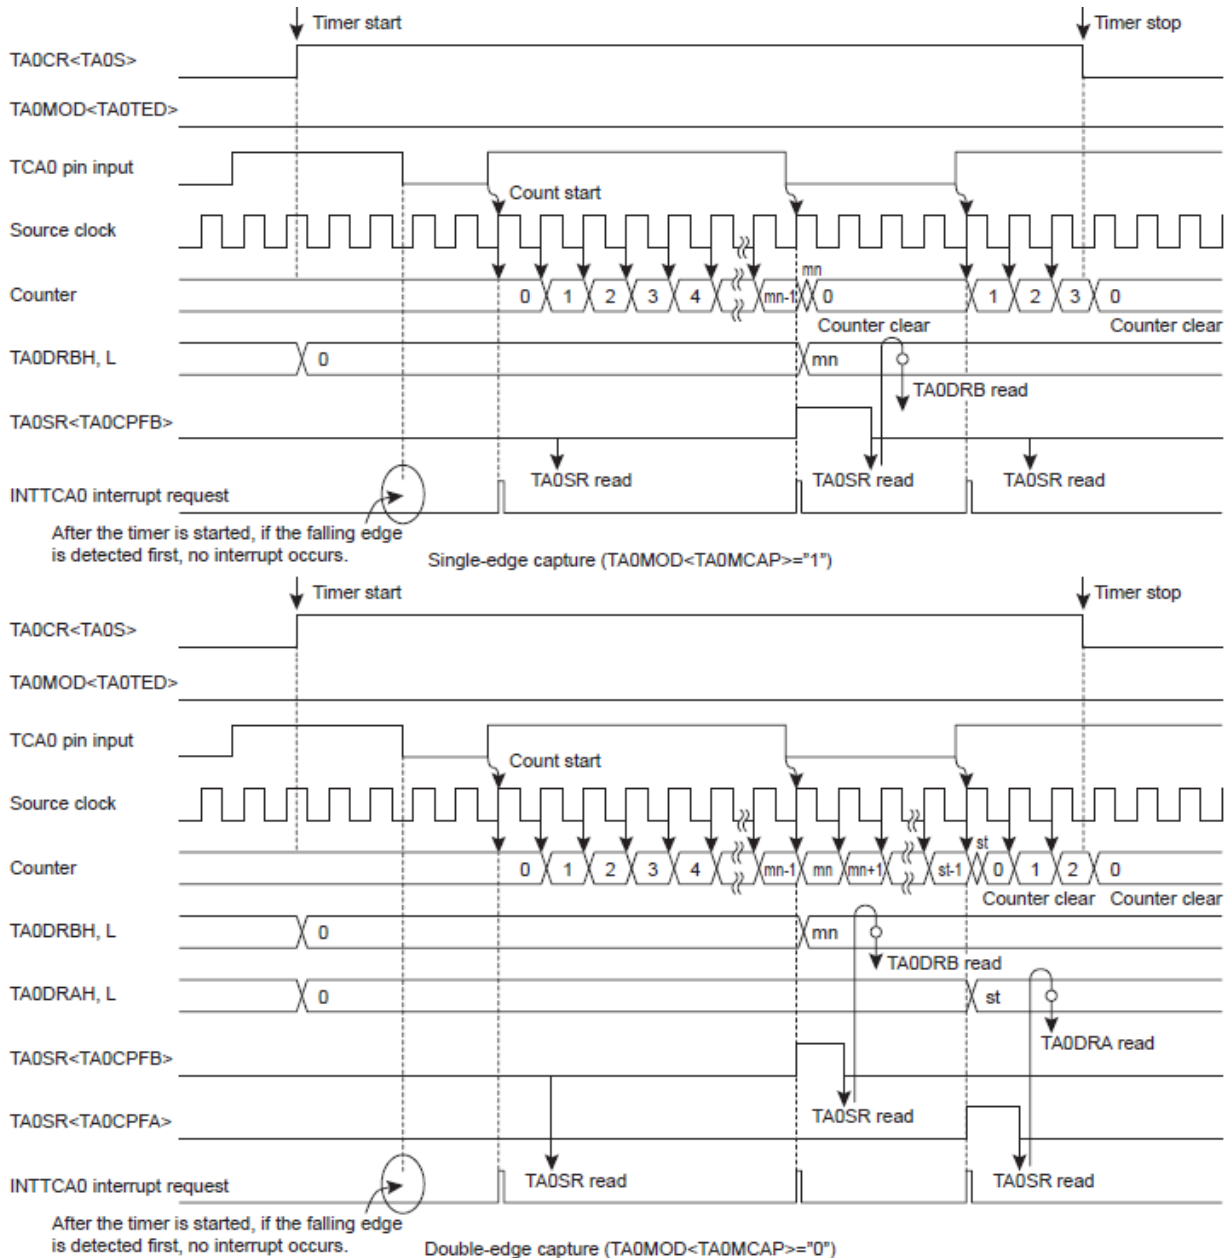 Timer start
Timer stop
TA0CR<TA0S>
TA0MOD<TA0TED>
TCA0 pin input
Count start
Source clock
mn
Counter 0 1 2 3 4 mn-1 0 1 2 3 0
Counter clear Counter clear
TA0DRBH, L 0 mn
TA0DRB read
TA0SR<TA0CPFB>
TA0SR read TA0SR read TA0SR read
INTTCA0 interrupt request
After the timer is started, if the falling edge
is detected first, no interrupt occurs.
Single-edge capture (TA0MOD<TA0MCAP>="1")
Timer start
Timer stop
TA0CR<TA0S>
TA0MOD<TA0TED>
TCA0 pin input
Count start
Source clock
st
Counter 0 1 2 3 4 mn-1 mn mn+1 st-1 0 1 2 0
Counter clear Counter clear
TA0DRBH, L 0 mn
TA0DRB read
TA0DRAH, L 0 st
TA0DRA read
TA0SR<TA0CPFB>
TA0SR read
TA0SR<TA0CPFA>
TA0SR read TA0SR read
INTTCA0 interrupt request
After the timer is started, if the falling edge
is detected first, no interrupt occurs.
Double-edge capture (TA0MOD<TA0MCAP>="0")